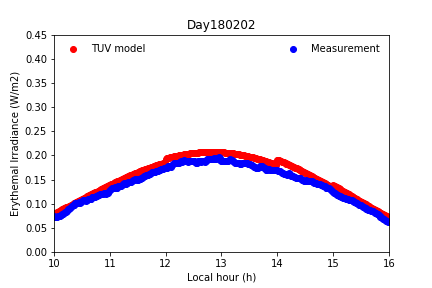 Day180202
TUV model
Measurement
Erythemal Irradiance (W/m2)
0.45
0.40
0.35
0.30
0.25
0.20
0.15
0.10
0.05
0.00
10 11 12 13 14 15 16
Local hour (h)